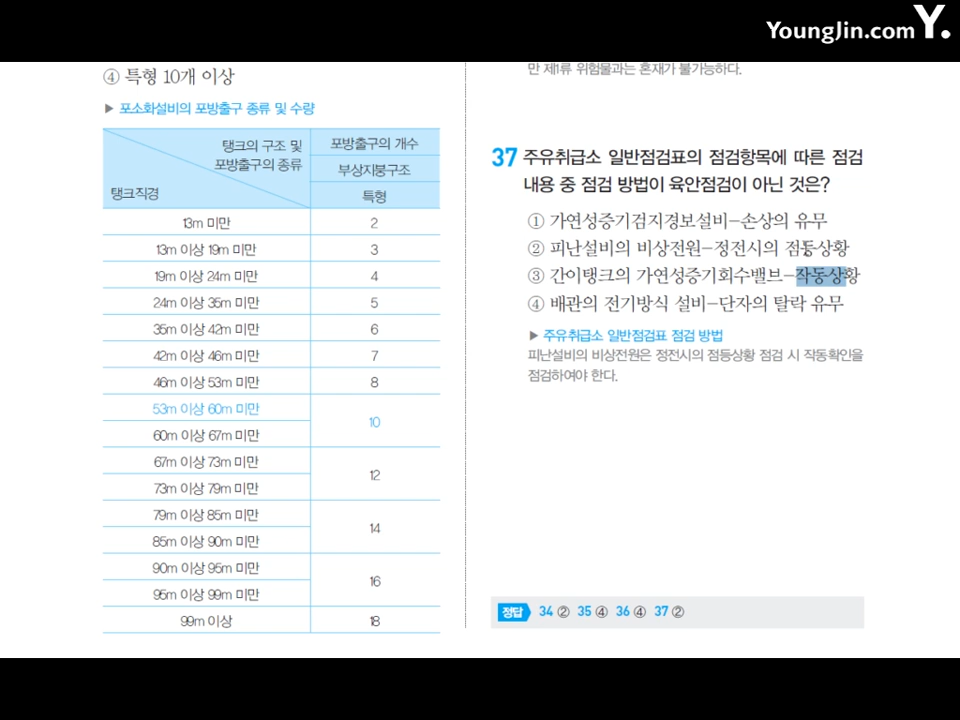 YoungJin.com Y.
④ 특형 10개 이상
▶ 포소화설비의 포방출구 종류 및 수량
탱크의 구조 및 포방출구의 종류
탱크직경
포방출구의 개수
부상지붕구조
특형
13m 미만 2
13m 이상 19m 미만 3
19m 이상 24m 미만 4
24m 이상 35m 미만 5
35m 이상 42m 미만 6
42m 이상 46m 미만 7
46m 이상 53m 미만 8
53m 이상 60m 미만 10
60m 이상 67m 미만
67m 이상 73m 미만 12
73m 이상 79m 미만
79m 이상 85m 미만 14
85m 이상 90m 미만
90m 이상 95m 미만 16
95m 이상 99m 미만
99m 이상 18
만 제1류 위험물과는 혼재가 불가능하다.
37 주유취급소 일반점검표의 점검항목에 따른 점검
내용 중 점검 방법이 육안점검이 아닌 것은?
① 가연성증기검지경보설비–손상의 유무
② 피난설비의 비상전원–정전시의 점등상황
③ 간이탱크의 가연성증기회수밸브–작동상황
④ 배관의 전기방식 설비–단자의 탈락 유무
▶ 주유취급소 일반점검표 점검 방법
피난설비의 비상전원은 정전시의 점등상황 점검 시 작동확인을
점검하여야 한다.
정답 34 ② 35 ④ 36 ④ 37 ②